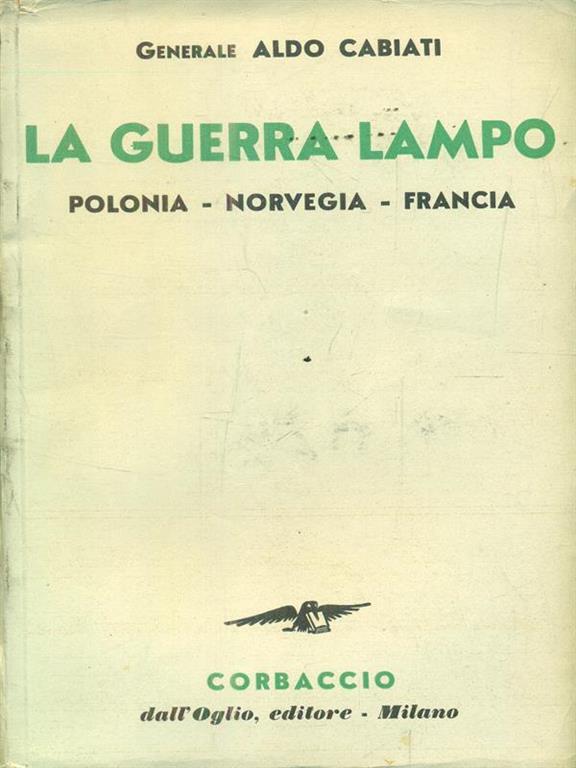 Generale ALDO CABIATI
LA GUERRA LAMPO
POLONIA - NORVEGIA - FRANCIA
CORBACCIO
dall'Oglio, editore - Milano